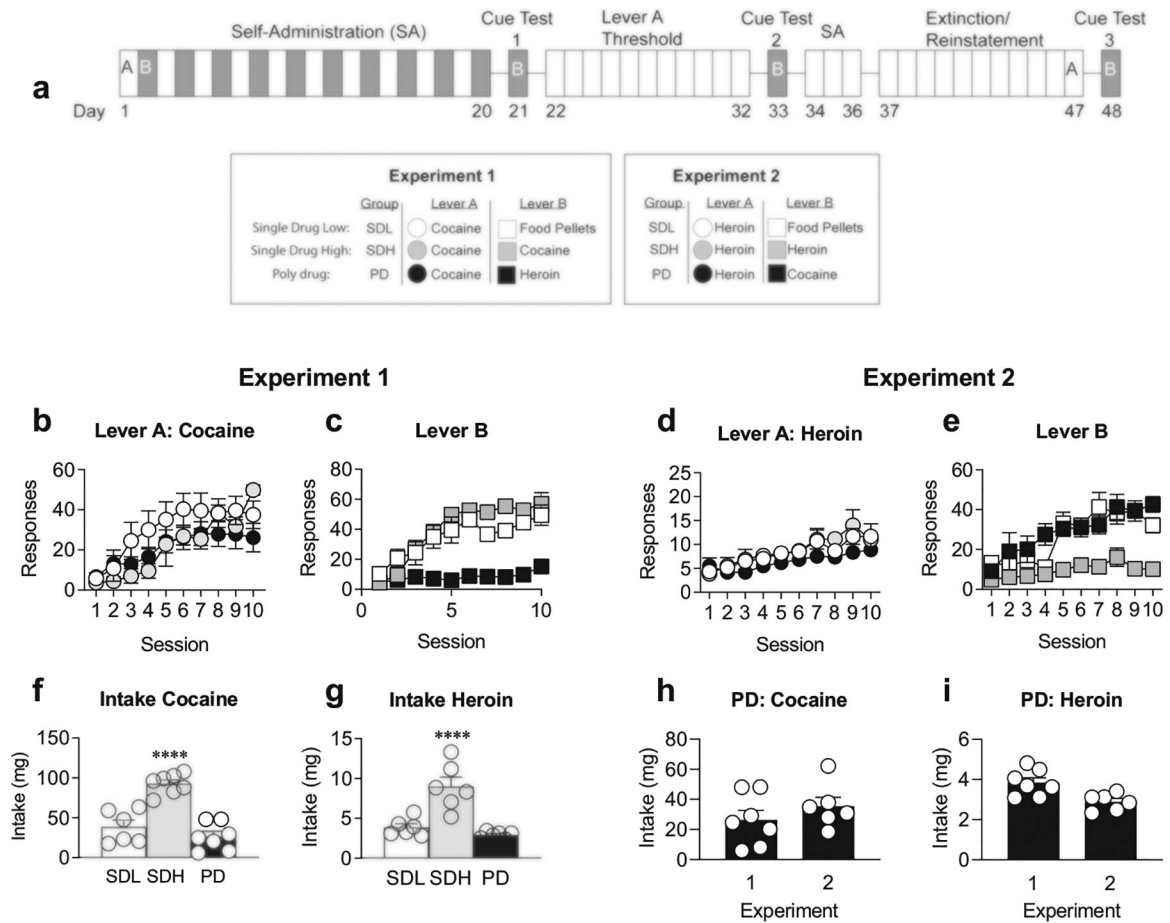 Self-Administration (SA)
Cue Test
1
Lever A
Threshold
Cue Test
2
SA
Extinction/
Reinstatement
Cue Test
3
a
A
B
B
B
A
B
Day
1
20
21
22
32
33
34
36
37
47
48
Experiment 1
Group Lever A Lever B
Single Drug Low: SDL Cocaine Food Pellets
Single Drug High: SDH Cocaine Cocaine
Poly drug: PD Cocaine Heroin
Experiment 2
Group Lever A Lever B
SDL Heroin Food Pellets
SDH Heroin Heroin
PD Heroin Cocaine
Experiment 1
Experiment 2
b
Lever A: Cocaine
Responses
60
40
20
0
1 2 3 4 5 6 7 8 9 10
Session
c
Lever B
Responses
80
60
40
20
0
0 5 10
Session
d
Lever A: Heroin
Responses
25
20
15
10
5
0
1 2 3 4 5 6 7 8 9 10
Session
e
Lever B
Responses
60
40
20
0
1 2 3 4 5 6 7 8 9 10
Session
f
Intake Cocaine
Intake (mg)
150
100
50
0
****
SDL SDH PD
g
Intake Heroin
Intake (mg)
15
10
5
0
****
SDL SDH PD
h
PD: Cocaine
Intake (mg)
80
60
40
20
0
1 2
Experiment
i
PD: Heroin
Intake (mg)
6
4
2
0
1 2
Experiment